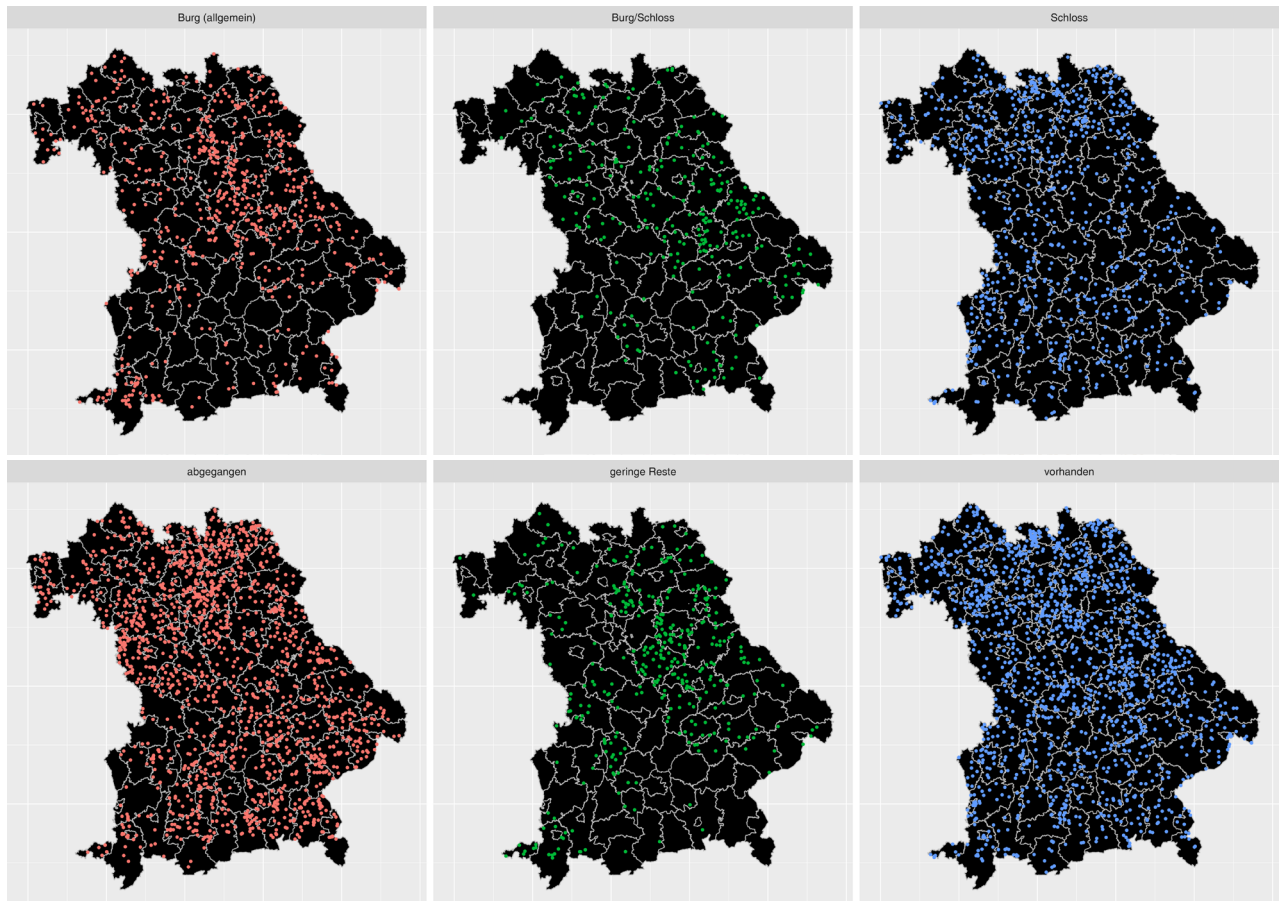 Burg (allgemein)
Burg/Schloss
Schloss
abgegangen
geringe Reste
vorhanden